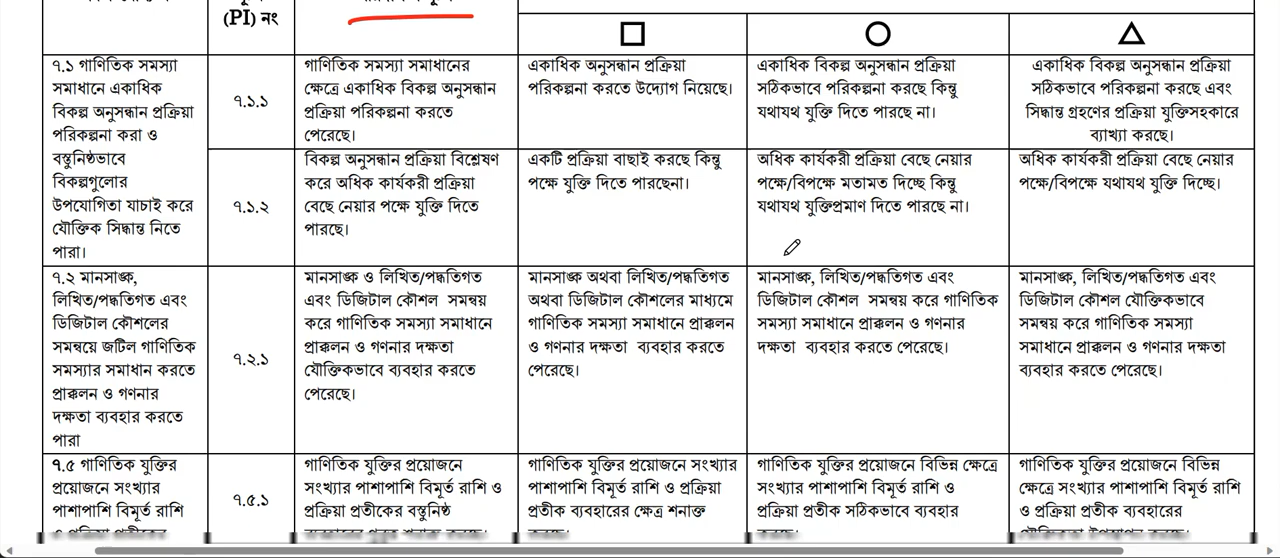 (PI) নং
৭.১ গাণিতিক সমস্যা
সমাধানে একাধিক
বিকল্প অনুসন্ধান প্রক্রিয়া
পরিকল্পনা করা ও
বস্তুনিষ্ঠভাবে
বিকল্পগুলোর
উপযোগিতা যাচাই করে
যৌক্তিক সিদ্ধান্ত নিতে
পারা।
৭.১.১
গাণিতিক সমস্যা সমাধানের
ক্ষেত্রে একাধিক বিকল্প অনুসন্ধান
প্রক্রিয়া পরিকল্পনা করতে
পেরেছে।
একাধিক অনুসন্ধান প্রক্রিয়া
পরিকল্পনা করতে উদ্যোগ নিয়েছে।
একাধিক বিকল্প অনুসন্ধান প্রক্রিয়া
সঠিকভাবে পরিকল্পনা করছে কিন্তু
যথাযথ যুক্তি দিতে পারছে না।
একাধিক বিকল্প অনুসন্ধান প্রক্রিয়া
সঠিকভাবে পরিকল্পনা করছে এবং
সিদ্ধান্ত গ্রহণের প্রক্রিয়া যুক্তিসহকারে
ব্যাখ্যা করছে।
৭.১.২
বিকল্প অনুসন্ধান প্রক্রিয়া বিশ্লেষণ
করে অধিক কার্যকরী প্রক্রিয়া
বেছে নেয়ার পক্ষে যুক্তি দিতে
পারছে।
একটি প্রক্রিয়া বাছাই করছে কিন্তু
পক্ষে যুক্তি দিতে পারছেনা।
অধিক কার্যকরী প্রক্রিয়া বেছে নেয়ার
পক্ষে/বিপক্ষে মতামত দিচ্ছে কিন্তু
যথাযথ যুক্তিপ্রমাণ দিতে পারছে না।
অধিক কার্যকরী প্রক্রিয়া বেছে নেয়ার
পক্ষে/বিপক্ষে যথাযথ যুক্তি দিচ্ছে।
৭.২ মানসাঙ্ক,
লিখিত/পদ্ধতিগত এবং
ডিজিটাল কৌশলের
সমন্বয়ে জটিল গাণিতিক
সমস্যার সমাধান করতে
প্রাক্কলন ও গণনার
দক্ষতা ব্যবহার করতে
পারা
৭.২.১
মানসাঙ্ক ও লিখিত/পদ্ধতিগত
এবং ডিজিটাল কৌশল সমন্বয়
করে গাণিতিক সমস্যা সমাধানে
প্রাক্কলন ও গণনার দক্ষতা
যৌক্তিকভাবে ব্যবহার করতে
পেরেছে।
মানসাঙ্ক অথবা লিখিত/পদ্ধতিগত
অথবা ডিজিটাল কৌশলের মাধ্যমে
গাণিতিক সমস্যা সমাধানে প্রাক্কলন
ও গণনার দক্ষতা ব্যবহার করতে
পেরেছে।
মানসাঙ্ক, লিখিত/পদ্ধতিগত এবং
ডিজিটাল কৌশল সমন্বয় করে গাণিতিক
সমস্যা সমাধানে প্রাক্কলন ও গণনার
দক্ষতা ব্যবহার করতে পেরেছে।
মানসাঙ্ক, লিখিত/পদ্ধতিগত এবং
ডিজিটাল কৌশল যৌক্তিকভাবে
সমন্বয় করে গাণিতিক সমস্যা
সমাধানে প্রাক্কলন ও গণনার দক্ষতা
ব্যবহার করতে পেরেছে।
৭.৫ গাণিতিক যুক্তির
প্রয়োজনে সংখ্যার
পাশাপাশি বিমূর্ত রাশি
৭.৫.১
গাণিতিক যুক্তির প্রয়োজনে
সংখ্যার পাশাপাশি বিমূর্ত রাশি ও
প্রক্রিয়া প্রতীকের বস্তুনিষ্ঠ
গাণিতিক যুক্তির প্রয়োজনে সংখ্যার
পাশাপাশি বিমূর্ত রাশি ও প্রক্রিয়া
প্রতীক ব্যবহারের ক্ষেত্র শনাক্ত
গাণিতিক যুক্তির প্রয়োজনে বিভিন্ন ক্ষেত্রে
সংখ্যার পাশাপাশি বিমূর্ত রাশি ও
প্রক্রিয়া প্রতীক সঠিকভাবে ব্যবহার
গাণিতিক যুক্তির প্রয়োজনে বিভিন্ন
ক্ষেত্রে সংখ্যার পাশাপাশি বিমূর্ত রাশি
ও প্রক্রিয়া প্রতীক ব্যবহারের